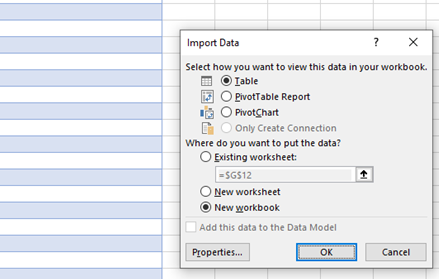 Import Data ? ×
Select how you want to view this data in your workbook.
Table
PivotTable Report
PivotChart
Only Create Connection
Where do you want to put the data?
Existing worksheet:
=$G$12
New worksheet
New workbook
Add this data to the Data Model
Properties... OK Cancel